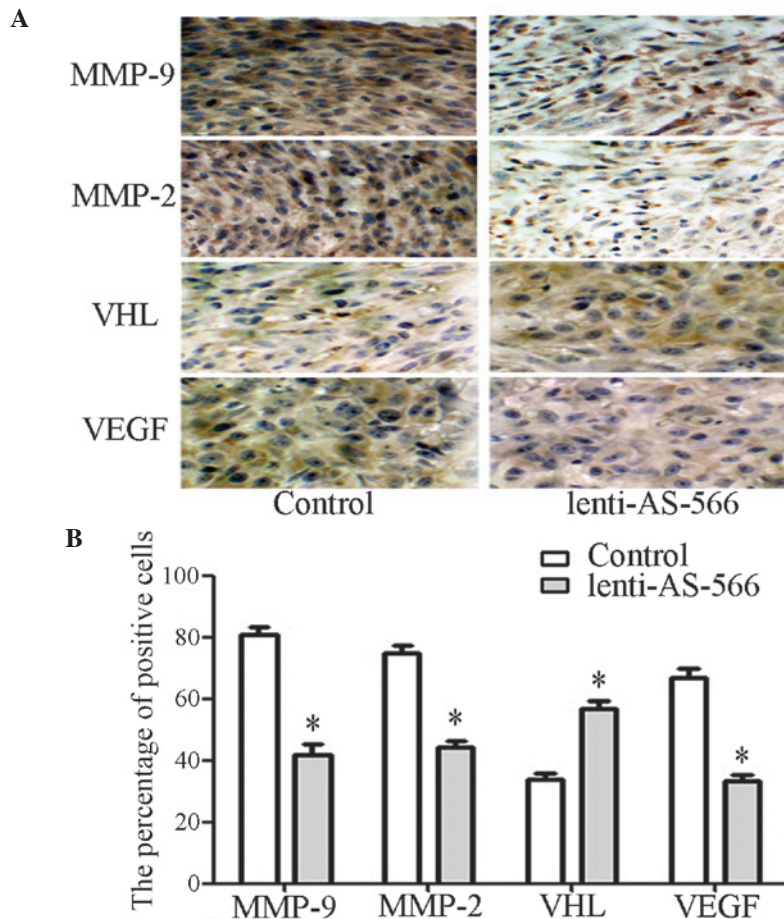 A
MMP-9
MMP-2
VHL
VEGF
Control lenti-AS-566
B
Control
lenti-AS-566
The percentage of positive cells
100
80
60
40
20
0
* * * *
MMP-9 MMP-2 VHL VEGF